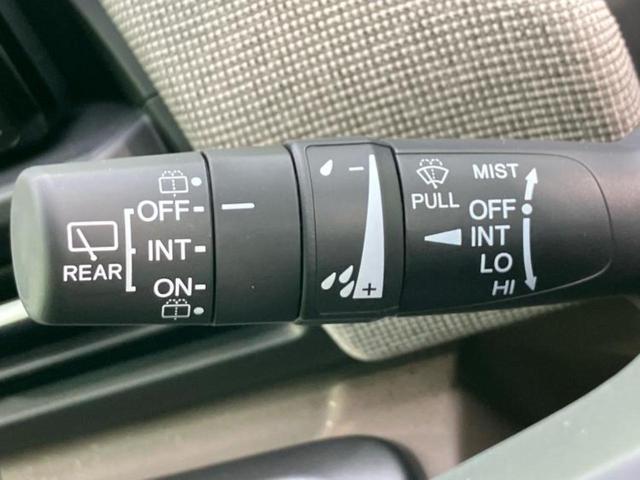 REAR
OFF
INT
ON
−
+
PULL
MIST
OFF
INT
LO
HI